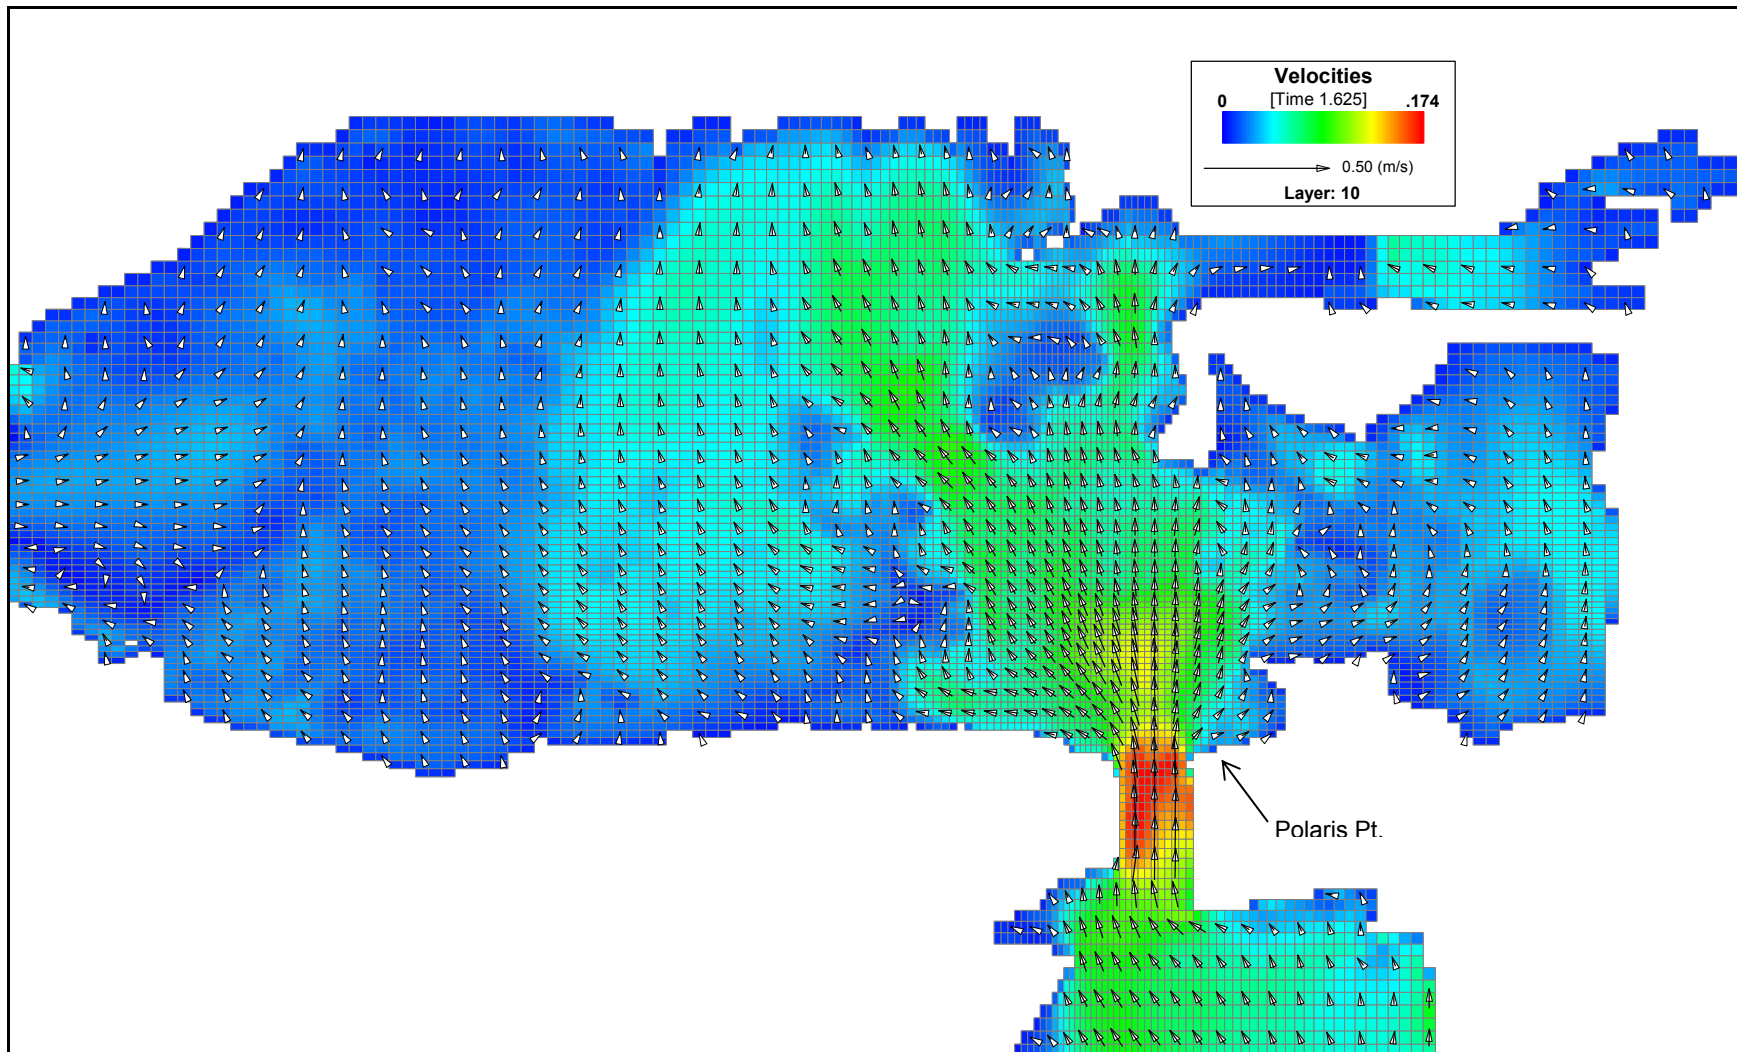 Velocities
0 [Time 1.625] .174
0.50 (m/s)
Layer: 10
Polaris Pt.